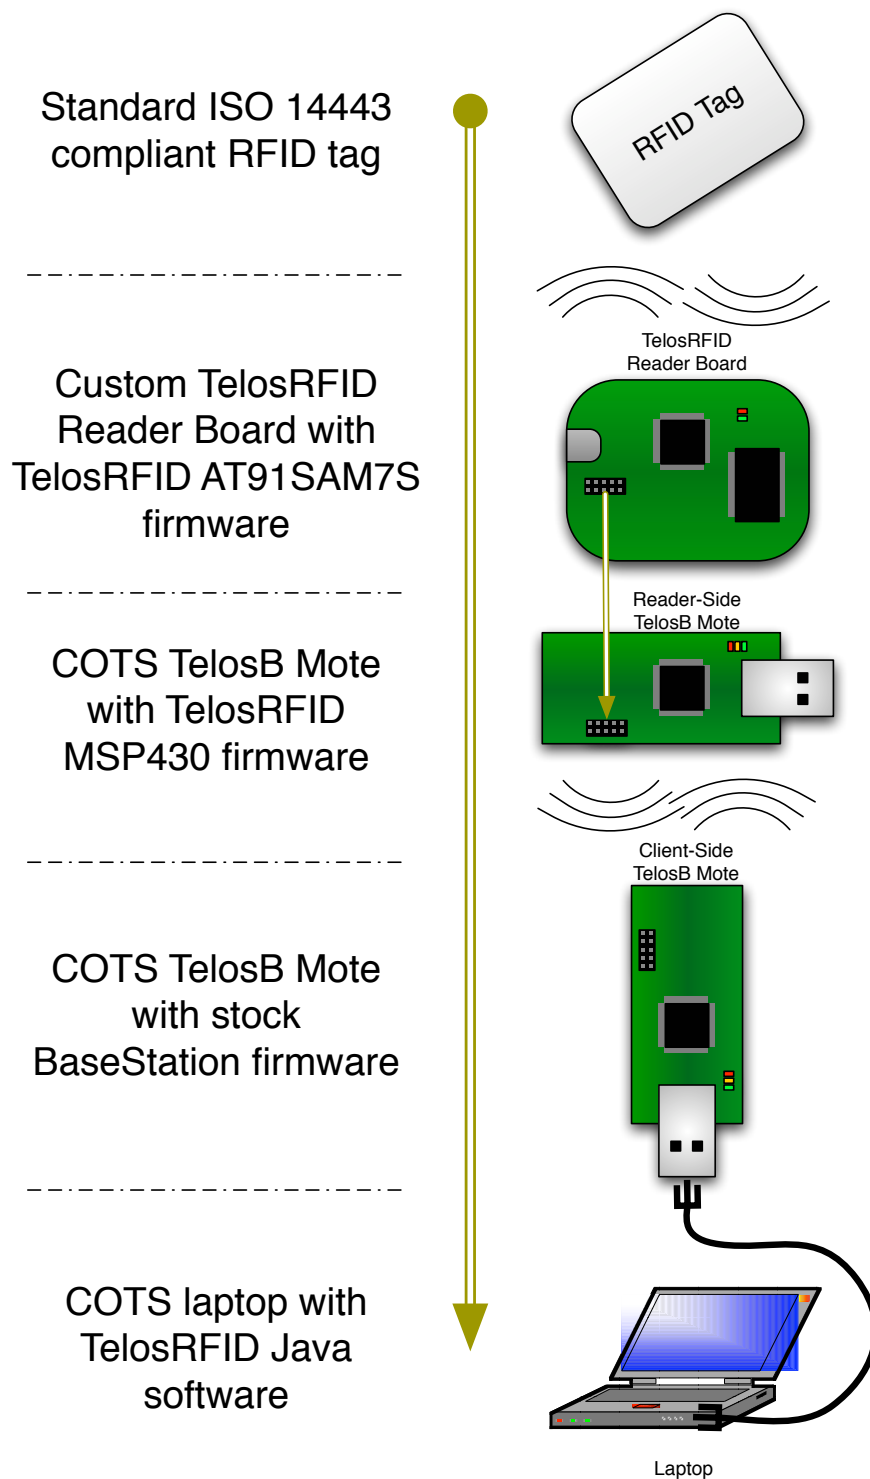 Standard ISO 14443
compliant RFID tag
RFID Tag
TelosRFID
Reader Board
Custom TelosRFID
Reader Board with
TelosRFID AT91SAM7S
firmware
Reader-Side
TelosB Mote
COTS TelosB Mote
with TelosRFID
MSP430 firmware
Client-Side
TelosB Mote
COTS TelosB Mote
with stock
BaseStation firmware
COTS laptop with
TelosRFID Java
software
Laptop